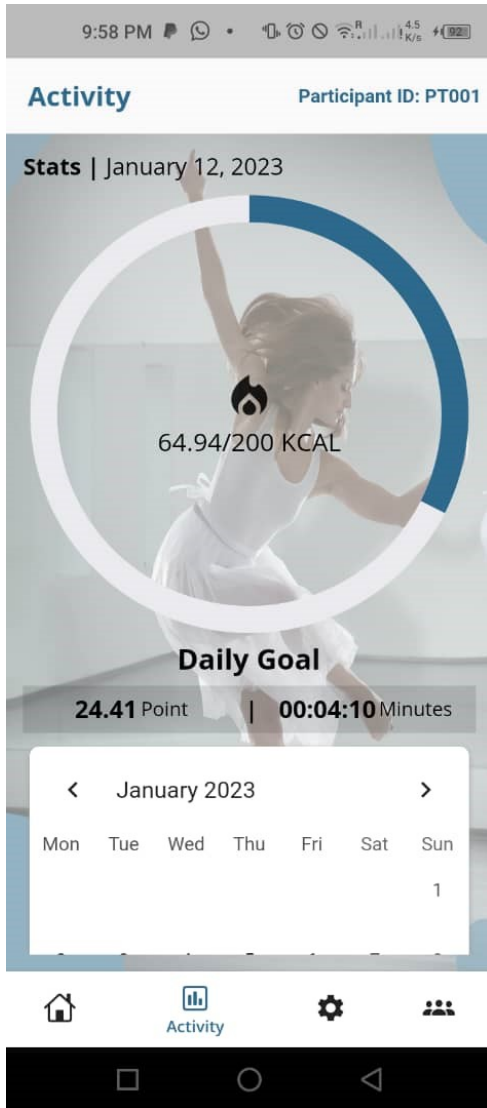 9:58 PM 4.5 K/s 92
Activity Participant ID: PT001
Stats | January 12, 2023
64.94/200 KCAL
Daily Goal
24.41 Point | 00:04:10 Minutes
January 2023
Mon Tue Wed Thu Fri Sat Sun
1
Activity